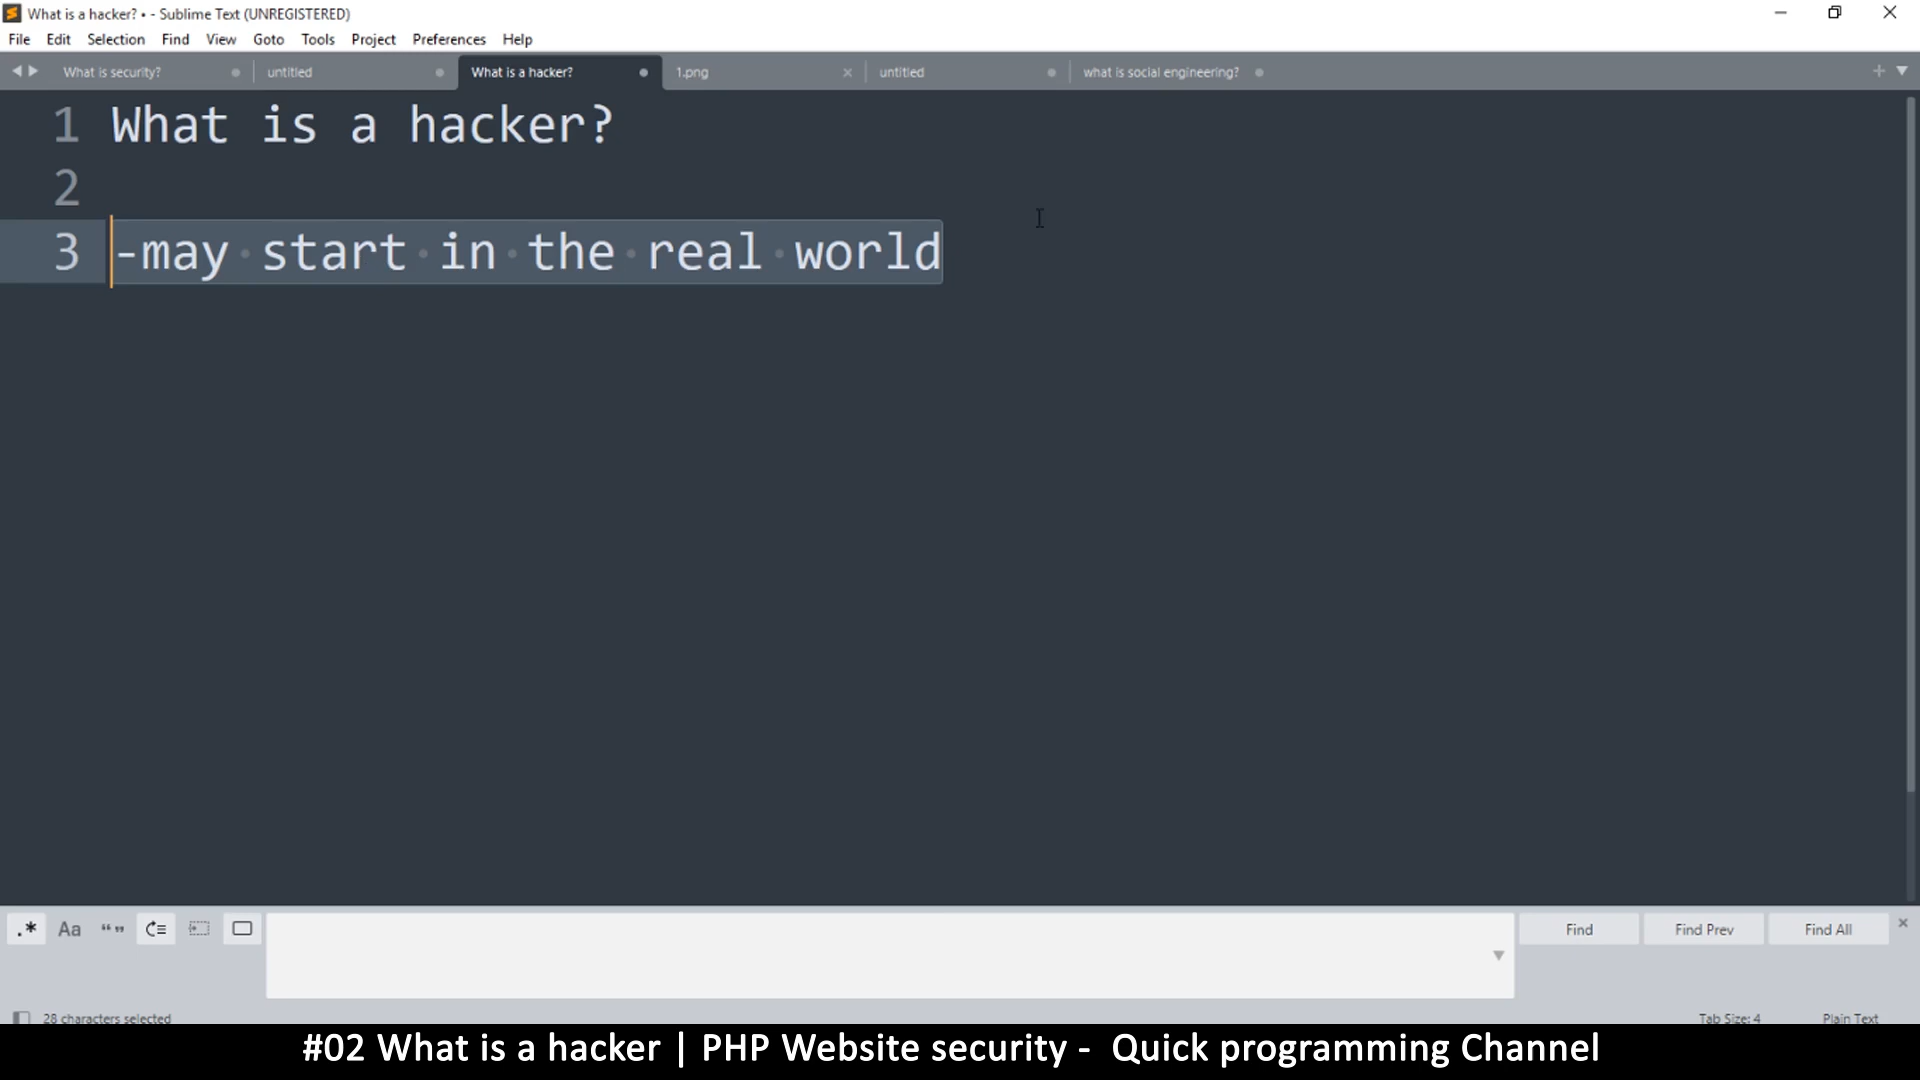 What is a hacker? • - Sublime Text (UNREGISTERED)
File Edit Selection Find View Goto Tools Project Preferences Help
What is security? untitled What is a hacker? 1.png untitled what is social engineering?
1 What is a hacker?
2
3 -may start in the real world
.* Aa “ ” Find Find Prev Find All
28 characters selected Tab Size: 4 Plain Text
#02 What is a hacker | PHP Website security - Quick programming Channel